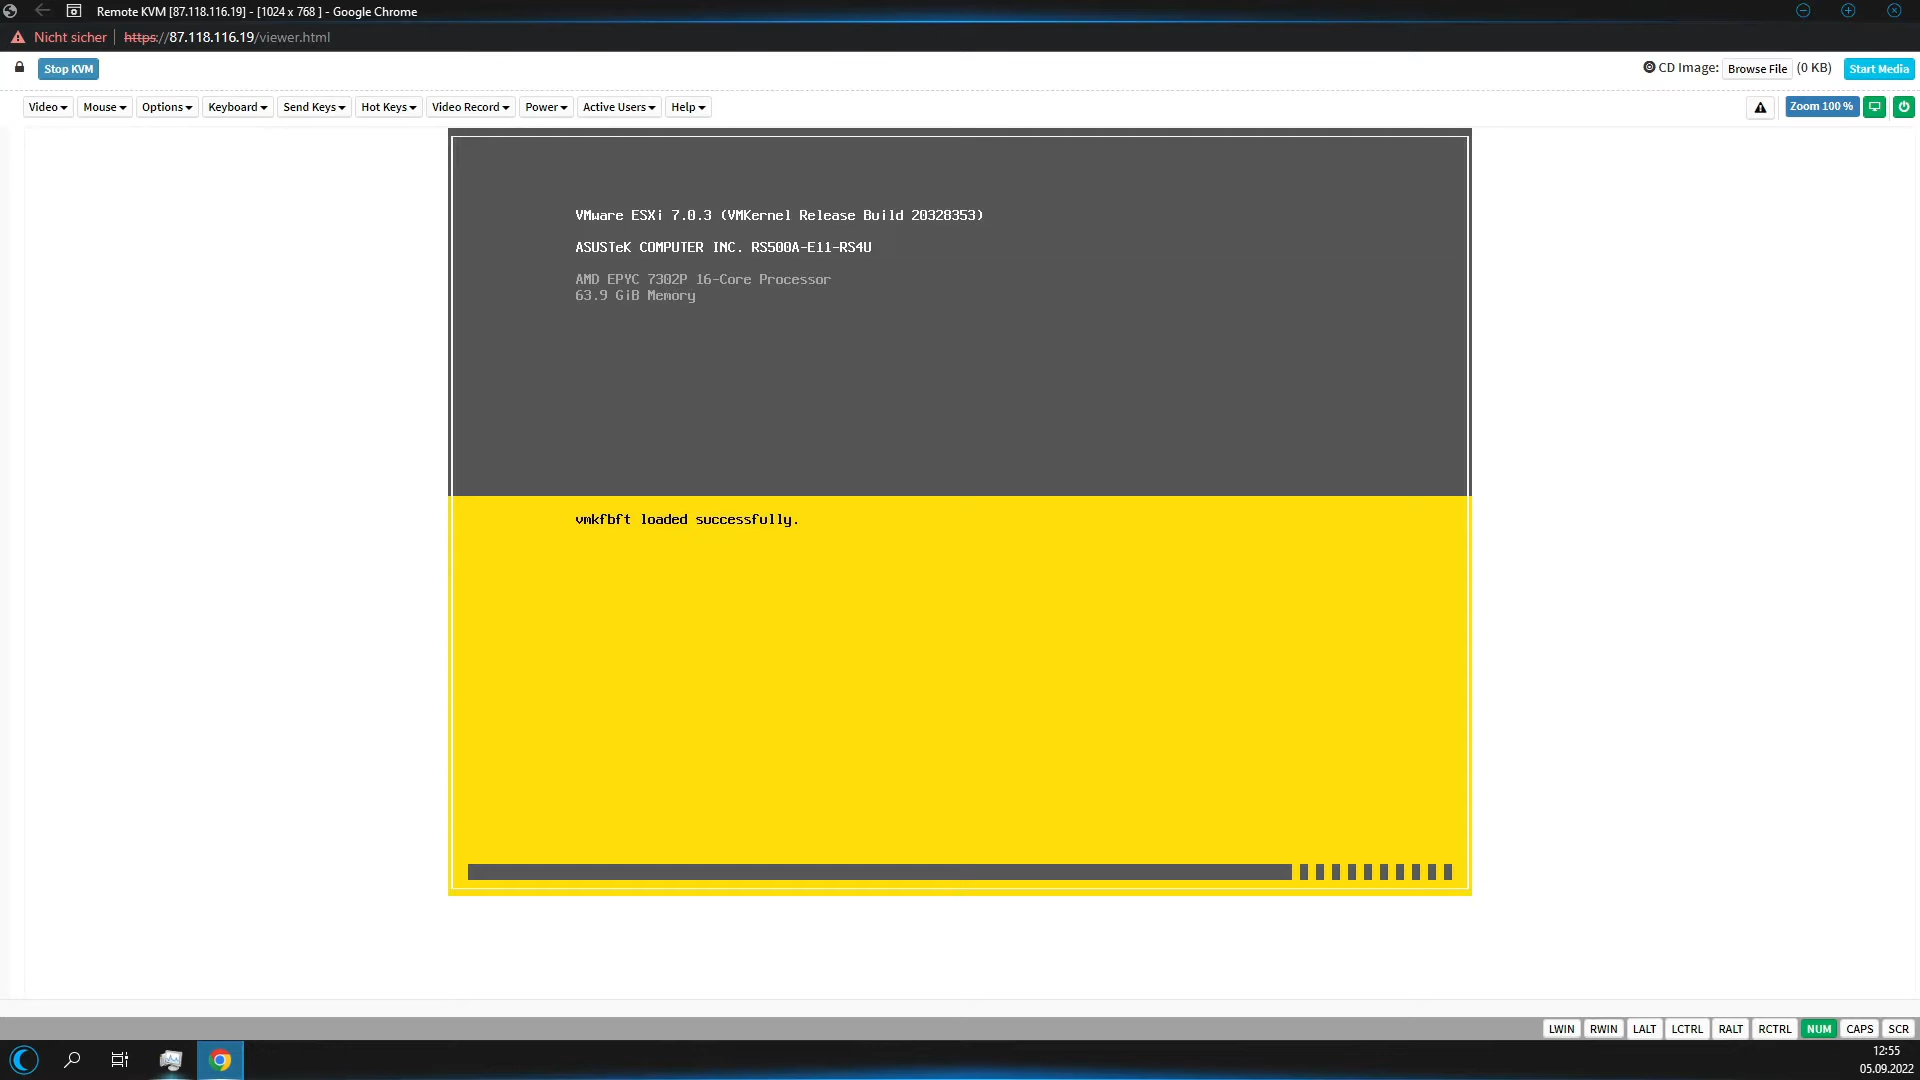 Remote KVM [87.118.116.19] - [1024 x 768 ] - Google Chrome
Nicht sicher | https://87.118.116.19/viewer.html
Stop KVM
CD Image: Browse File (0 KB) Start Media
Video Mouse Options Keyboard Send Keys Hot Keys Video Record Power Active Users Help
Zoom 100 %
VMware ESXi 7.0.3 (VMKernel Release Build 20328353)
ASUSTeK COMPUTER INC. RS500A-E11-RS4U
AMD EPYC 7302P 16-Core Processor
63.9 GiB Memory
vmkfbft loaded successfully.
LWIN RWIN LALT LCTRL RALT RCTRL NUM CAPS SCR
12:55
05.09.2022